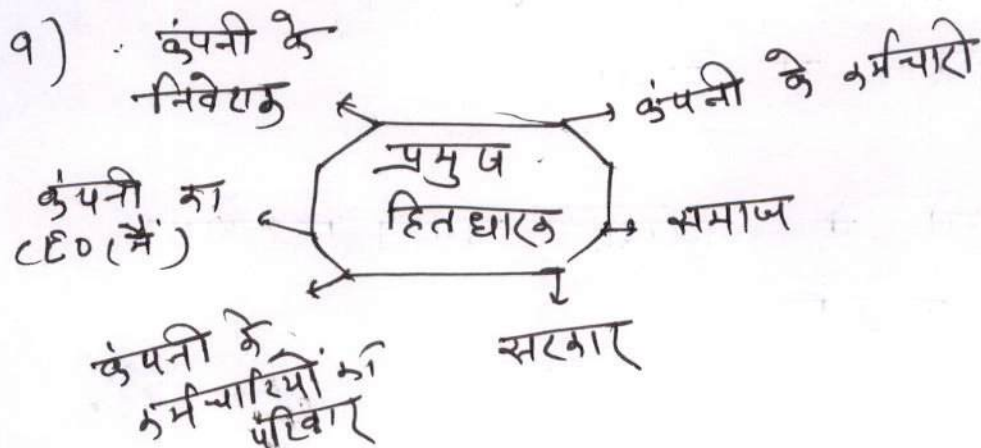 9) कंपनी के
निवेशक
कंपनी के कर्मचारी
प्रमुख
हितधारक
कंपनी का
CEO (मैं)
समाज
कंपनी के
कर्मचारियों का
परिवार
सरकार